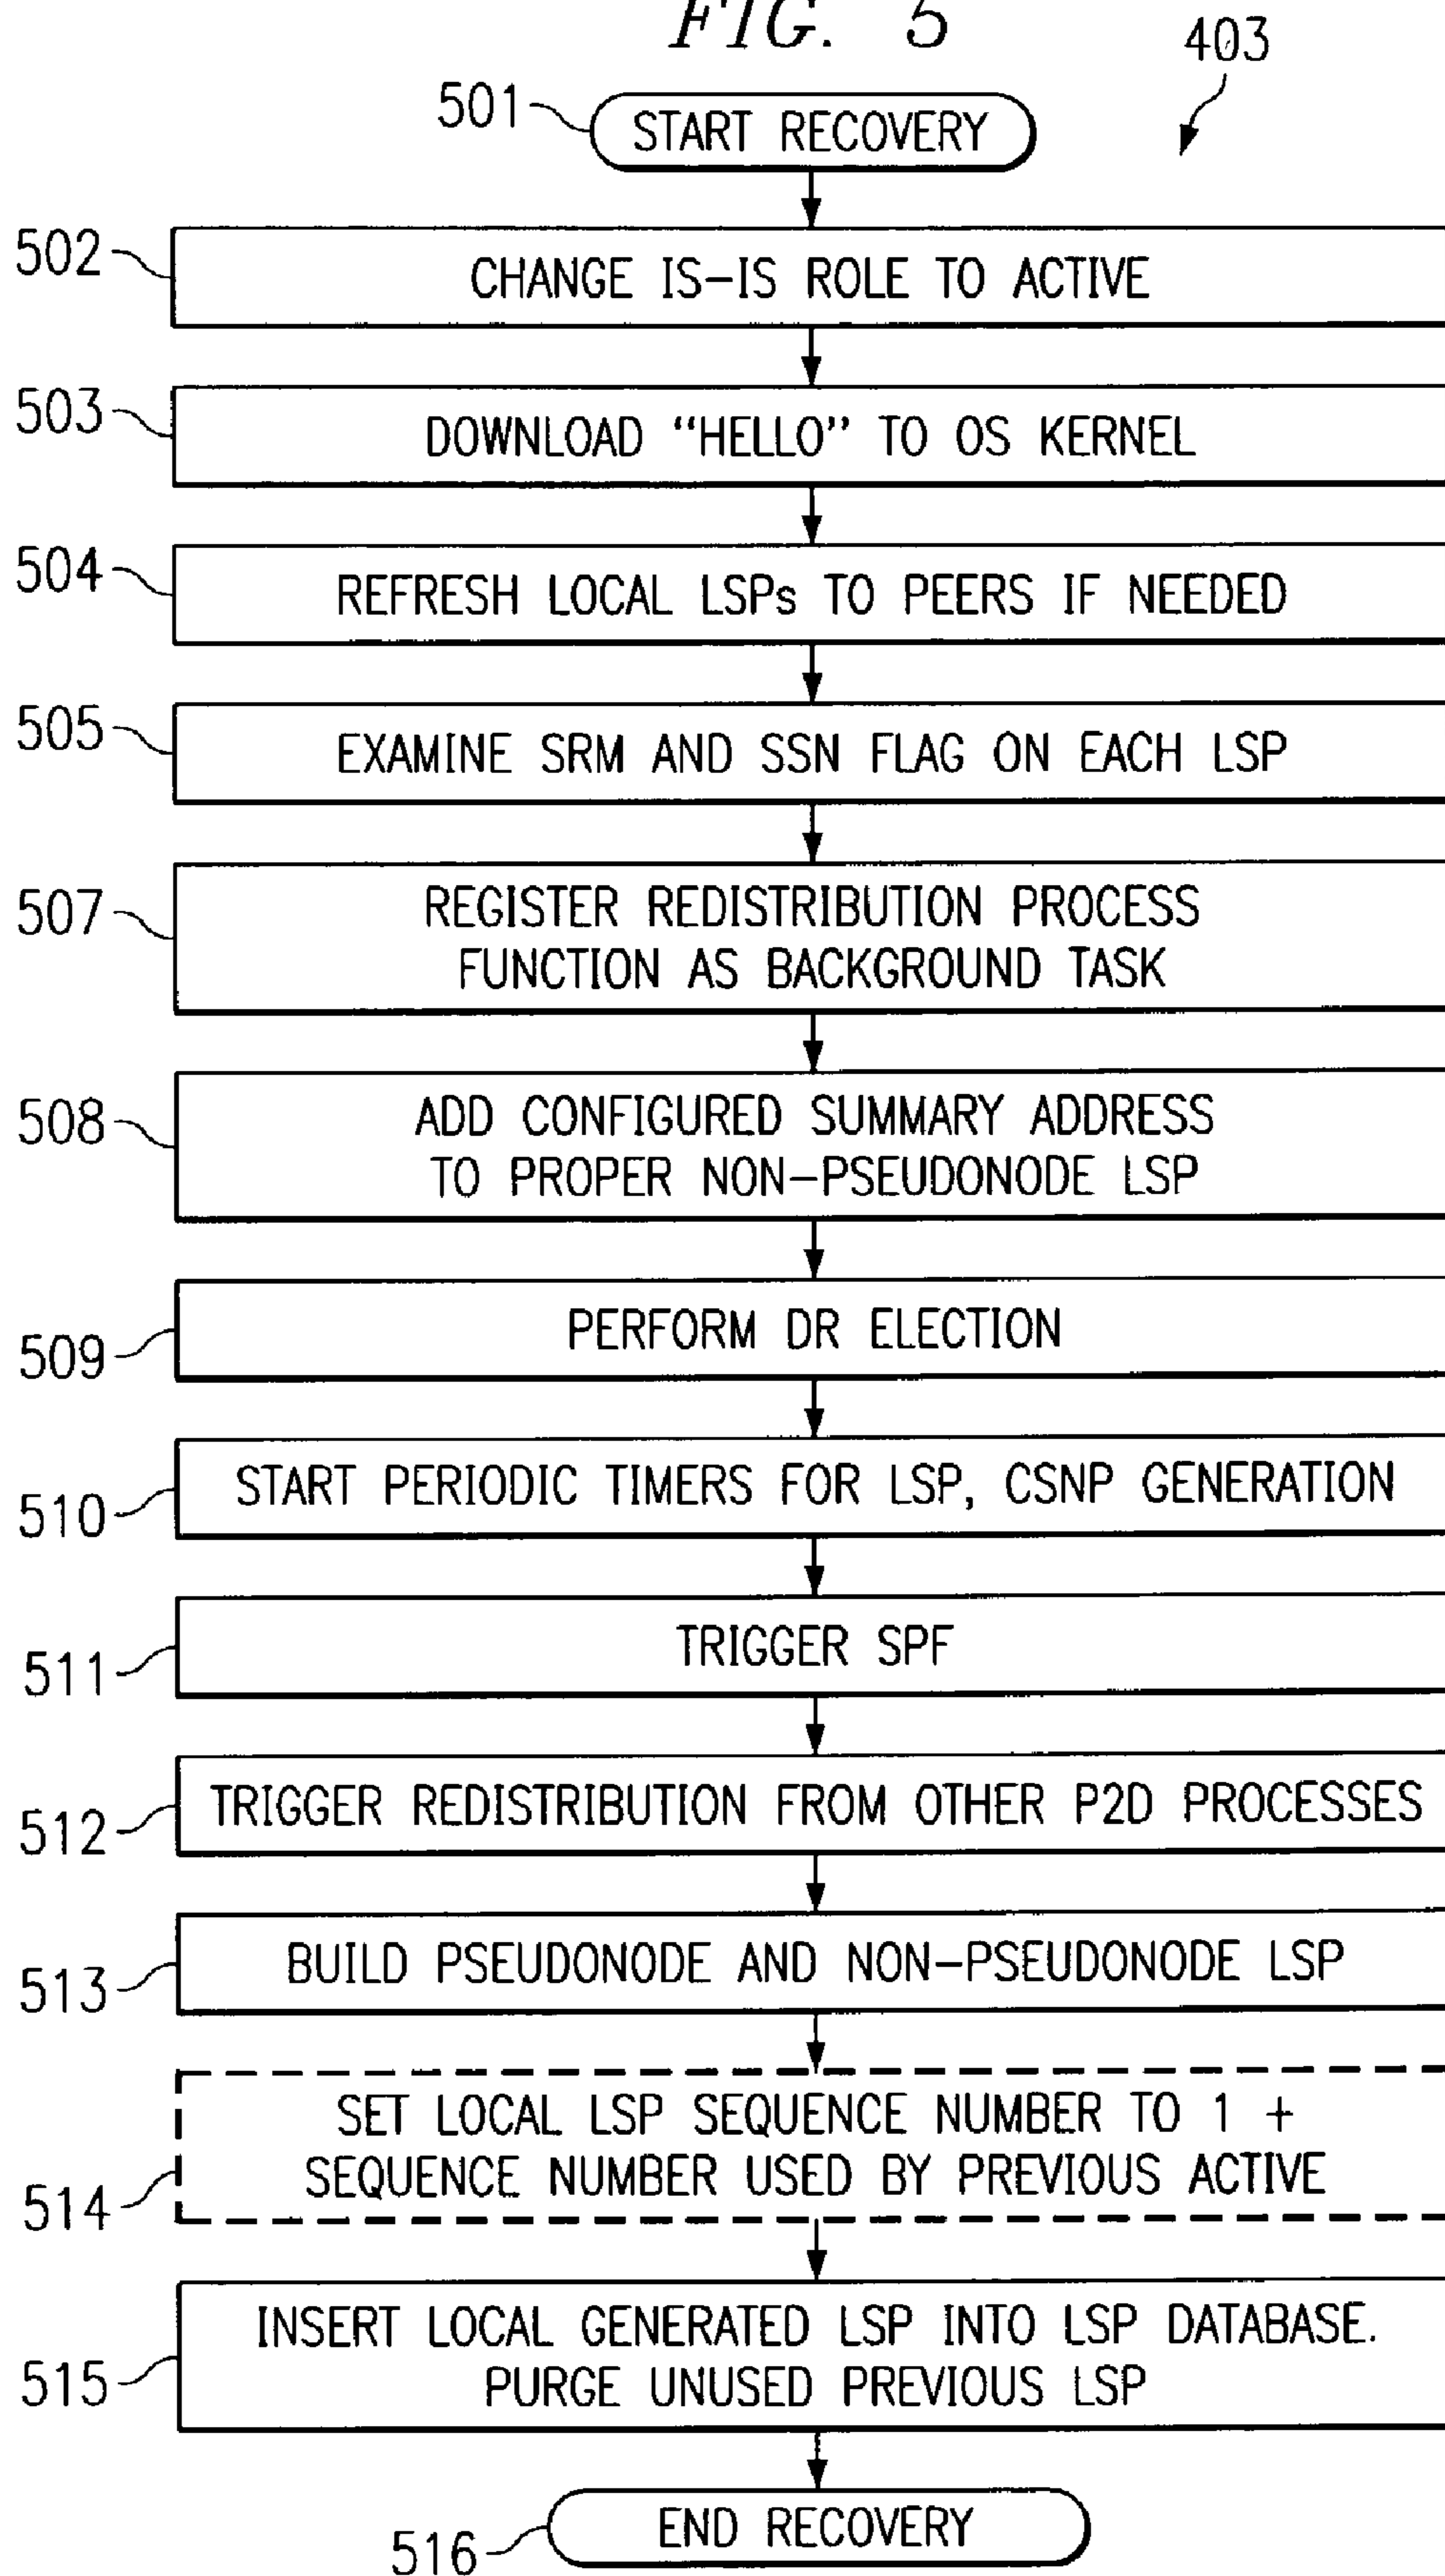 FIG. 5
403
501
START RECOVERY
502
CHANGE IS-IS ROLE TO ACTIVE
503
DOWNLOAD “HELLO” TO OS KERNEL
504
REFRESH LOCAL LSPs TO PEERS IF NEEDED
505
EXAMINE SRM AND SSN FLAG ON EACH LSP
507
REGISTER REDISTRIBUTION PROCESS
FUNCTION AS BACKGROUND TASK
508
ADD CONFIGURED SUMMARY ADDRESS
TO PROPER NON-PSEUDONODE LSP
509
PERFORM DR ELECTION
510
START PERIODIC TIMERS FOR LSP, CSNP GENERATION
511
TRIGGER SPF
512
TRIGGER REDISTRIBUTION FROM OTHER P2D PROCESSES
513
BUILD PSEUDONODE AND NON-PSEUDONODE LSP
514
SET LOCAL LSP SEQUENCE NUMBER TO 1 +
SEQUENCE NUMBER USED BY PREVIOUS ACTIVE
515
INSERT LOCAL GENERATED LSP INTO LSP DATABASE.
PURGE UNUSED PREVIOUS LSP
516
END RECOVERY